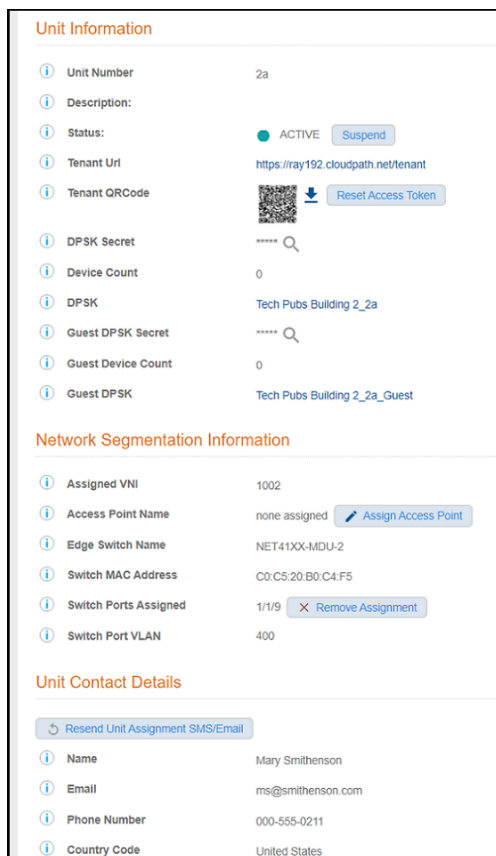 Unit Information
Unit Number 2a
Description:
Status: ACTIVE Suspend
Tenant Url https://ray192.cloudpath.net/tenant
Tenant QRCode Reset Access Token
DPSK Secret *****
Device Count 0
DPSK Tech Pubs Building 2_2a
Guest DPSK Secret *****
Guest Device Count 0
Guest DPSK Tech Pubs Building 2_2a_Guest
Network Segmentation Information
Assigned VNI 1002
Access Point Name none assigned Assign Access Point
Edge Switch Name NET41XX-MDU-2
Switch MAC Address C0:C5:20:B0:C4:F5
Switch Ports Assigned 1/1/9 Remove Assignment
Switch Port VLAN 400
Unit Contact Details
Resend Unit Assignment SMS/Email
Name Mary Smithenson
Email ms@smithenson.com
Phone Number 000-555-0211
Country Code United States